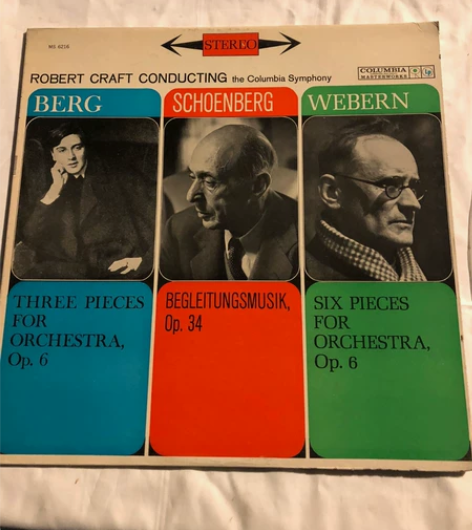 MS 6216
STEREO
ROBERT CRAFT CONDUCTING the Columbia Symphony
COLUMBIA
MASTERWORKS
BERG
SCHOENBERG
WEBERN
THREE PIECES
FOR
ORCHESTRA,
Op. 6
BEGLEITUNGSMUSIK,
Op. 34
SIX PIECES
FOR
ORCHESTRA,
Op. 6